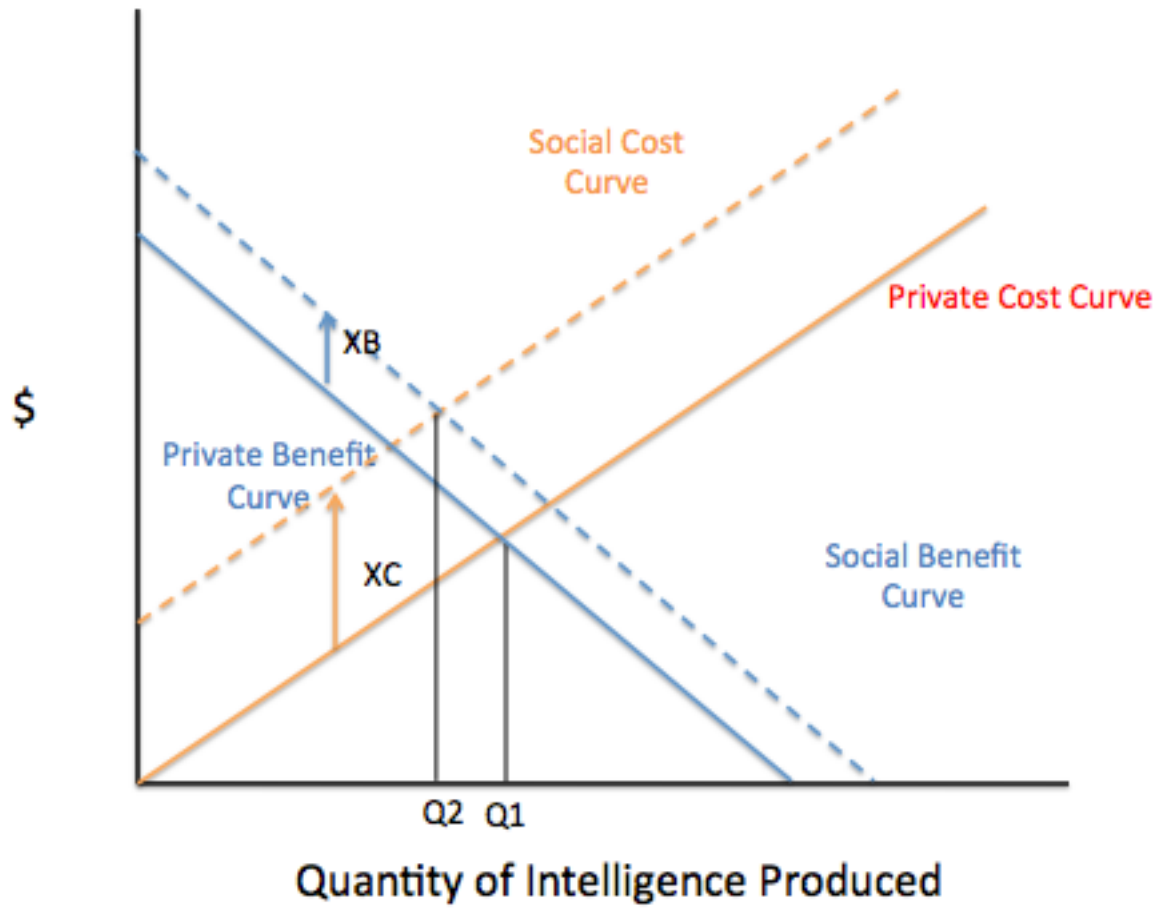 Social Cost
Curve
Private Cost Curve
XB
$
Private Benefit
Curve
XC
Social Benefit
Curve
Q2
Q1
Quantity of Intelligence Produced